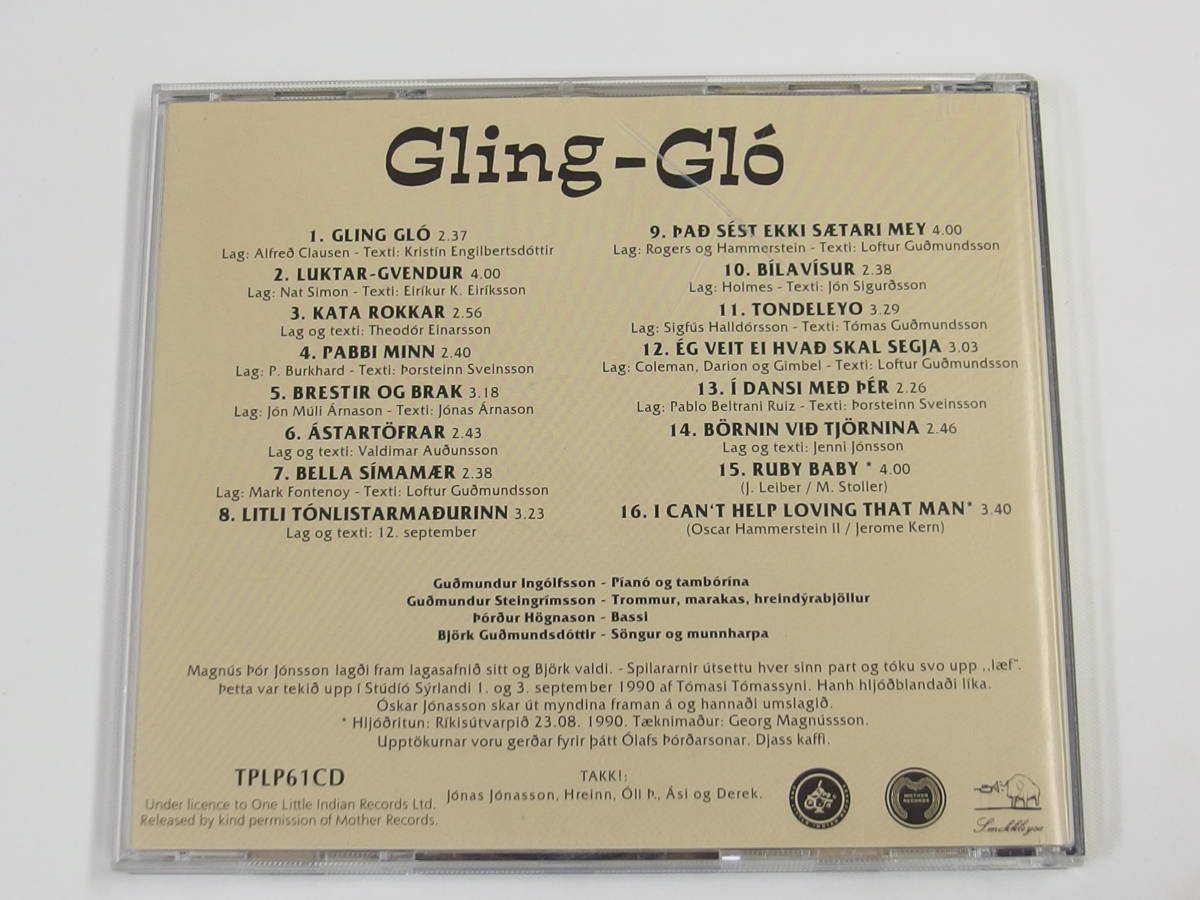 Gling-Gló
1. GLING GLÓ 2.37
Lag: Alfreð Clausen - Texti: Kristín Engilbertsdóttir
2. LUKTAR-GVENDUR 4.00
Lag: Nat Simon - Texti: Eiríkur K. Eiríksson
3. KATA ROKKAR 2.56
Lag og texti: Theodór Einarsson
4. PABBI MINN 2.40
Lag: P. Burkhard - Texti: Þorsteinn Sveinsson
5. BRESTIR OG BRAK 3.18
Lag: Jón Múli Árnason - Texti: Jónas Árnason
6. ÁSTARTÖFRAR 2.43
Lag og texti: Valdimar Auðunsson
7. BELLA SÍMAMÆR 2.38
Lag: Mark Fontenoy - Texti: Loftur Guðmundsson
8. LITLI TÓNLISTARMAÐURINN 3.23
Lag og texti: 12. september
9. ÞAÐ SÉST EKKI SÆTARI MEY 4.00
Lag: Rogers og Hammerstein - Texti: Loftur Guðmundsson
10. BÍLAVÍSUR 2.38
Lag: Holmes - Texti: Jón Sigurðsson
11. TONDELEYO 3.29
Lag: Sigfús Halldórsson - Texti: Tómas Guðmundsson
12. ÉG VEIT EI HVAÐ SKAL SEGJA 3.03
Lag: Coleman, Darion og Gimbel - Texti: Loftur Guðmundsson
13. Í DANSI MEÐ ÞÉR 2.26
Lag: Pablo Beltrani Ruiz - Texti: Þorsteinn Sveinsson
14. BÖRNIN VIÐ TJÖRNINA 2.46
Lag og texti: Jenni Jónsson
15. RUBY BABY * 4.00
(J. Leiber / M. Stoller)
16. I CAN'T HELP LOVING THAT MAN* 3.40
(Oscar Hammerstein II / Jerome Kern)
Guðmundur Ingólfsson - Píanó og tambórína
Guðmundur Steingrímsson - Trommur, marakas, hreindýrabjöllur
Þórður Högnason - Bassi
Björk Guðmundsdóttir - Söngur og munnharpa
Magnús Þór Jónsson lagði fram lagasafnið sitt og Björk valdi. - Spilararnir útsettu hver sinn part og tóku svo upp ,,læf".
Þetta var tekið upp í Stúdíó Sýrlandi 1. og 3. september 1990 af Tómasi Tómassyni. Hanh hljóðblandaði líka.
Óskar Jónasson skar út myndina framan á og hannaði umslagið.
* Hljóðritun: Ríkisútvarpið 23.08. 1990. Tæknimaður: Georg Magnússson.
Upptökurnar voru gerðar fyrir þátt Ólafs Þórðarsonar. Djass kaffi.
TPLP61CD
Under licence to One Little Indian Records Ltd.
Released by kind permission of Mother Records.
TAKK!:
Jónas Jónasson, Hreinn, Óli Þ., Ási og Derek.
MOTHER RECORDS
Smekkleysa